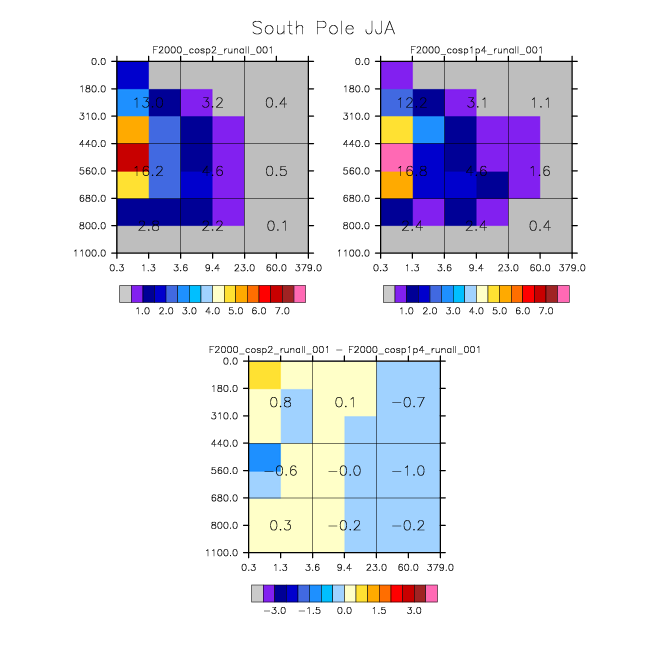 South Pole JJA
F2000_cosp2_runall_001
F2000_cosp1p4_runall_001
0.0
180.0
310.0
440.0
560.0
680.0
800.0
1100.0
13.0 3.2 0.4
16.2 4.6 0.5
2.8 2.2 0.1
0.3 1.3 3.6 9.4 23.0 60.0 379.0
1.0 2.0 3.0 4.0 5.0 6.0 7.0
0.0
180.0
310.0
440.0
560.0
680.0
800.0
1100.0
12.2 3.1 1.1
16.8 4.6 1.6
2.4 2.4 0.4
0.3 1.3 3.6 9.4 23.0 60.0 379.0
1.0 2.0 3.0 4.0 5.0 6.0 7.0
F2000_cosp2_runall_001 − F2000_cosp1p4_runall_001
0.0
180.0
310.0
440.0
560.0
680.0
800.0
1100.0
0.8 0.1 −0.7
−0.6 −0.0 −1.0
0.3 −0.2 −0.2
0.3 1.3 3.6 9.4 23.0 60.0 379.0
−3.0 −1.5 0.0 1.5 3.0